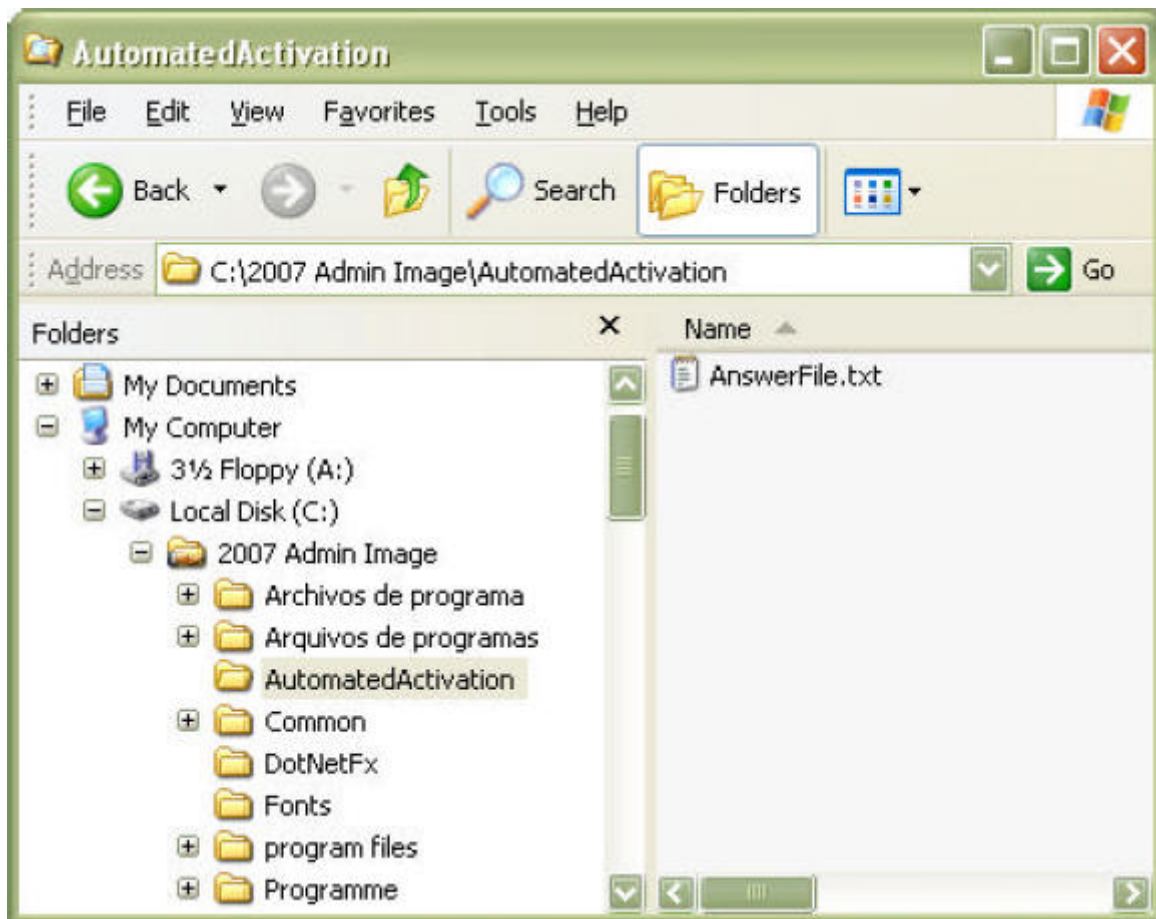 AutomatedActivation
File Edit View Favorites Tools Help
Back Search Folders
Address C:\2007 Admin Image\AutomatedActivation Go
Folders
My Documents
My Computer
3½ Floppy (A:)
Local Disk (C:)
2007 Admin Image
Archivos de programa
Arquivos de programas
AutomatedActivation
Common
DotNetFx
Fonts
program files
Programme
Name
AnswerFile.txt